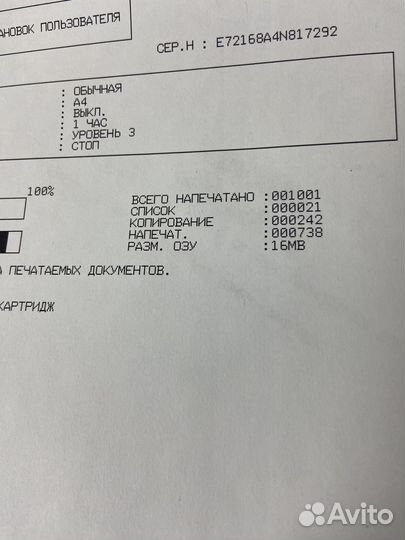 АНОВОК ПОЛЬЗОВАТЕЛЯ
СЕР.Н : E72168A4N817292
: ОБЫЧНАЯ
: A4
: ВЫКЛ.
: 1 ЧАС
: УРОВЕНЬ 3
: СТОП
100%
ВСЕГО НАПЕЧАТАНО :001001
СПИСОК :000021
КОПИРОВАНИЕ :000242
НАПЕЧАТ. :000738
РАЗМ. ОЗУ :16MB
А ПЕЧАТАЕМЫХ ДОКУМЕНТОВ.
КАРТРИДЖ
Avito